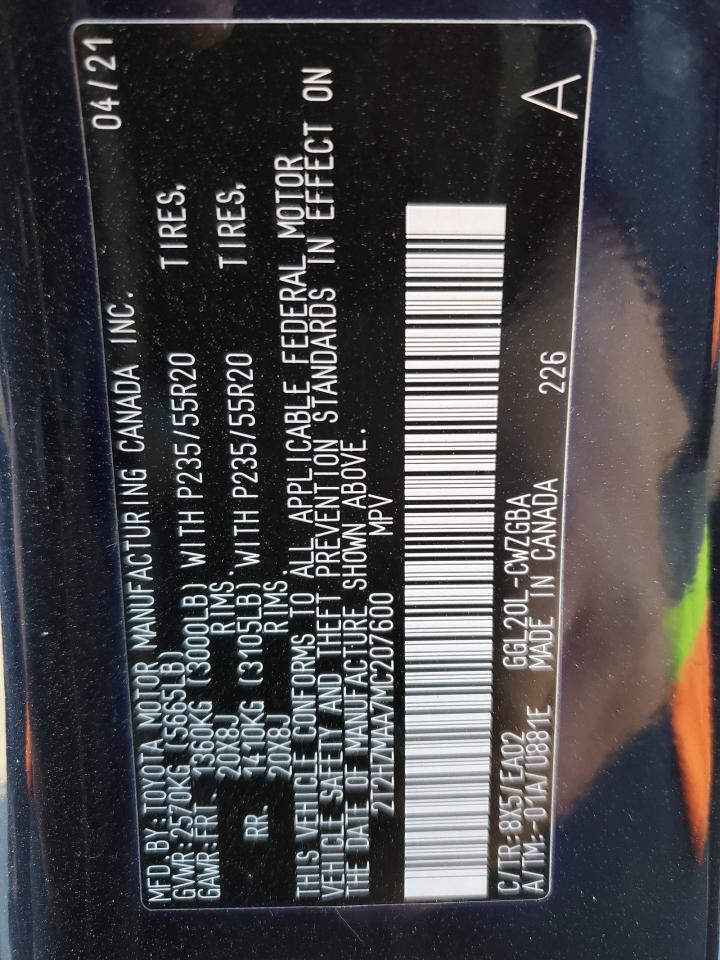 MFD.BY:TOYOTA MOTOR MANUFACTURING CANADA INC. 04/21
GVWR:2570KG (5665LB)
GAWR:FRT. 1360KG (3000LB) WITH P235/55R20 TIRES,
20X8J RIMS.
RR. 1410KG (3105LB) WITH P235/55R20 TIRES,
20X8J RIMS
THIS VEHICLE CONFORMS TO ALL APPLICABLE FEDERAL MOTOR
VEHICLE SAFETY AND THEFT PREVENTION STANDARDS IN EFFECT ON
THE DATE OF MANUFACTURE SHOWN ABOVE.
2T2HZMAA7MC207600 MPV
C/TR:8X5/EA02 GGL20L-CWZGBA
A/TM:-01A/U881E MADE IN CANADA 226
A